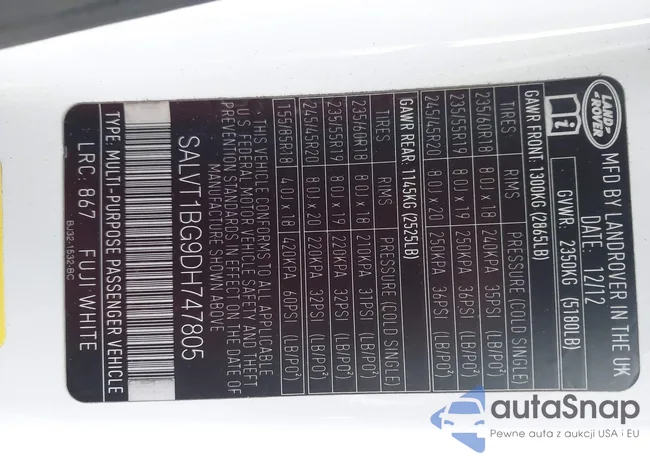 LAND
ROVER
MFD BY LANDROVER IN THE UK
DATE: 12/12
GVWR: 2350KG (5180LB)
GAWR FRONT: 1300KG (2865LB)
TIRES RIMS PRESSURE (COLD SINGLE)
235/60R18 8.0J x 18 240KPA 35PSI (LB/PO²)
235/55R19 8.0J x 19 250KPA 36PSI (LB/PO²)
245/45R20 8.0J x 20 250KPA 36PSI (LB/PO²)
GAWR REAR: 1145KG (2525LB)
TIRES RIMS PRESSURE (COLD SINGLE)
235/60R18 8.0J x 18 210KPA 31PSI (LB/PO²)
235/55R19 8.0J x 19 220KPA 32PSI (LB/PO²)
245/45R20 8.0J x 20 220KPA 32PSI (LB/PO²)
155/85R18 4.0J x 18 420KPA 60PSI (LB/PO²)
THIS VEHICLE CONFORMS TO ALL APPLICABLE
U.S. FEDERAL MOTOR VEHICLE SAFETY AND THEFT
PREVENTION STANDARDS IN EFFECT ON THE DATE OF
MANUFACTURE SHOWN ABOVE.
SALVT1BG9DH747805
TYPE: MULTI-PURPOSE PASSENGER VEHICLE
LRC: 867 FUJI WHITE
BJ32-1532-BC
autaSnap
Pewne auta z aukcji USA i EU